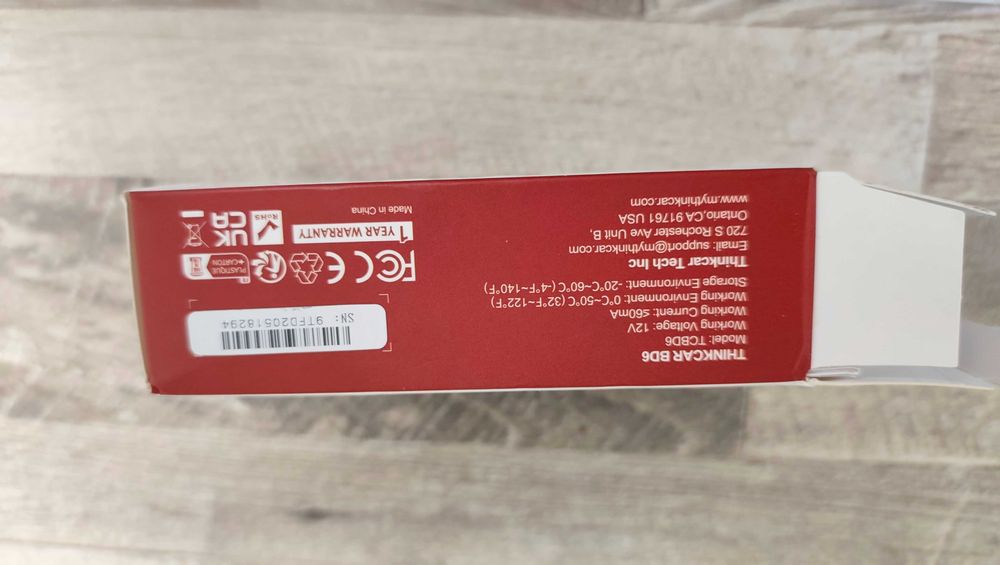 THINKCAR BD6
Model: TCBD6
Working Voltage: 12V
Working Current: 560mA
Working Environment: 0°C~50°C (32°F~122°F)
Storage Environment: -20°C~60°C (-4°F~140°F)
Thinkcar Tech Inc
Email: support@mythinkcar.com
720 S Rochester Ave Unit B,
Ontario,CA 91761 USA
www.mythinkcar.com
SN: 9TFD20518294
FC CE
PLASTIQUE
+CARTON
UK
CA
RoHS
1 YEAR WARRANTY
Made in China